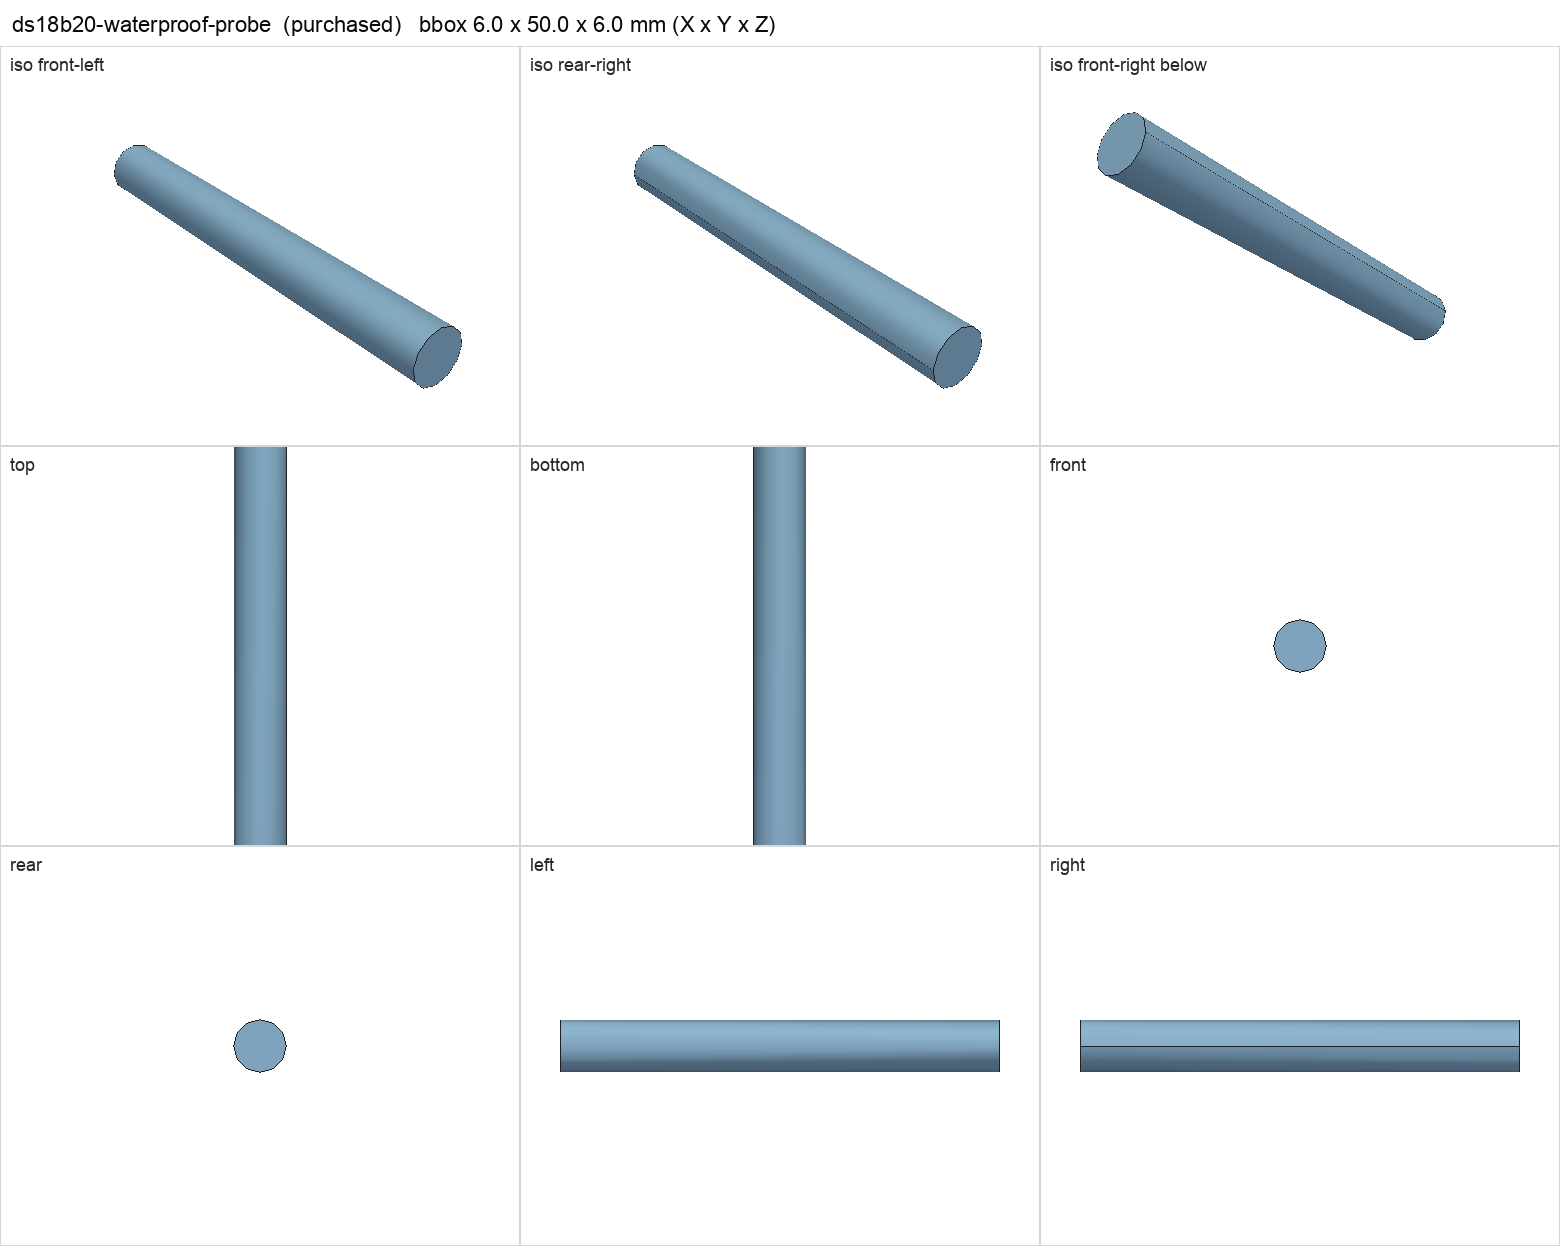 ds18b20-waterproof-probe (purchased) bbox 6.0 x 50.0 x 6.0 mm (X x Y x Z)
iso front-left
iso rear-right
iso front-right below
top
bottom
front
rear
left
right